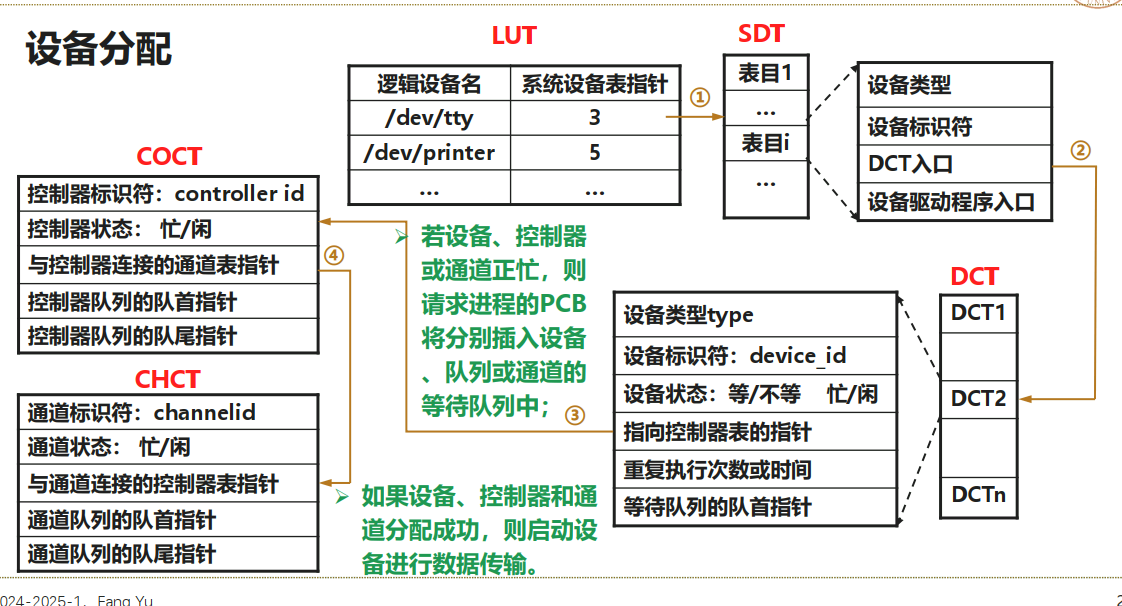 设备分配
LUT
逻辑设备名 系统设备表指针
/dev/tty 3
/dev/printer 5
... ...
①
SDT
表目1
...
表目i
...
设备类型
设备标识符
DCT入口
设备驱动程序入口
②
DCT
DCT1
DCT2
DCTn
设备类型type
设备标识符：device_id
设备状态：等/不等 忙/闲
指向控制器表的指针
重复执行次数或时间
等待队列的队首指针
③
COCT
控制器标识符：controller id
控制器状态： 忙/闲
与控制器连接的通道表指针
控制器队列的队首指针
控制器队列的队尾指针
④
CHCT
通道标识符：channelid
通道状态： 忙/闲
与通道连接的控制器表指针
通道队列的队首指针
通道队列的队尾指针
若设备、控制器
或通道正忙，则
请求进程的PCB
将分别插入设备
、队列或通道的
等待队列中；
如果设备、控制器和通
道分配成功，则启动设
备进行数据传输。
024-2025-1，Fang Yu
2